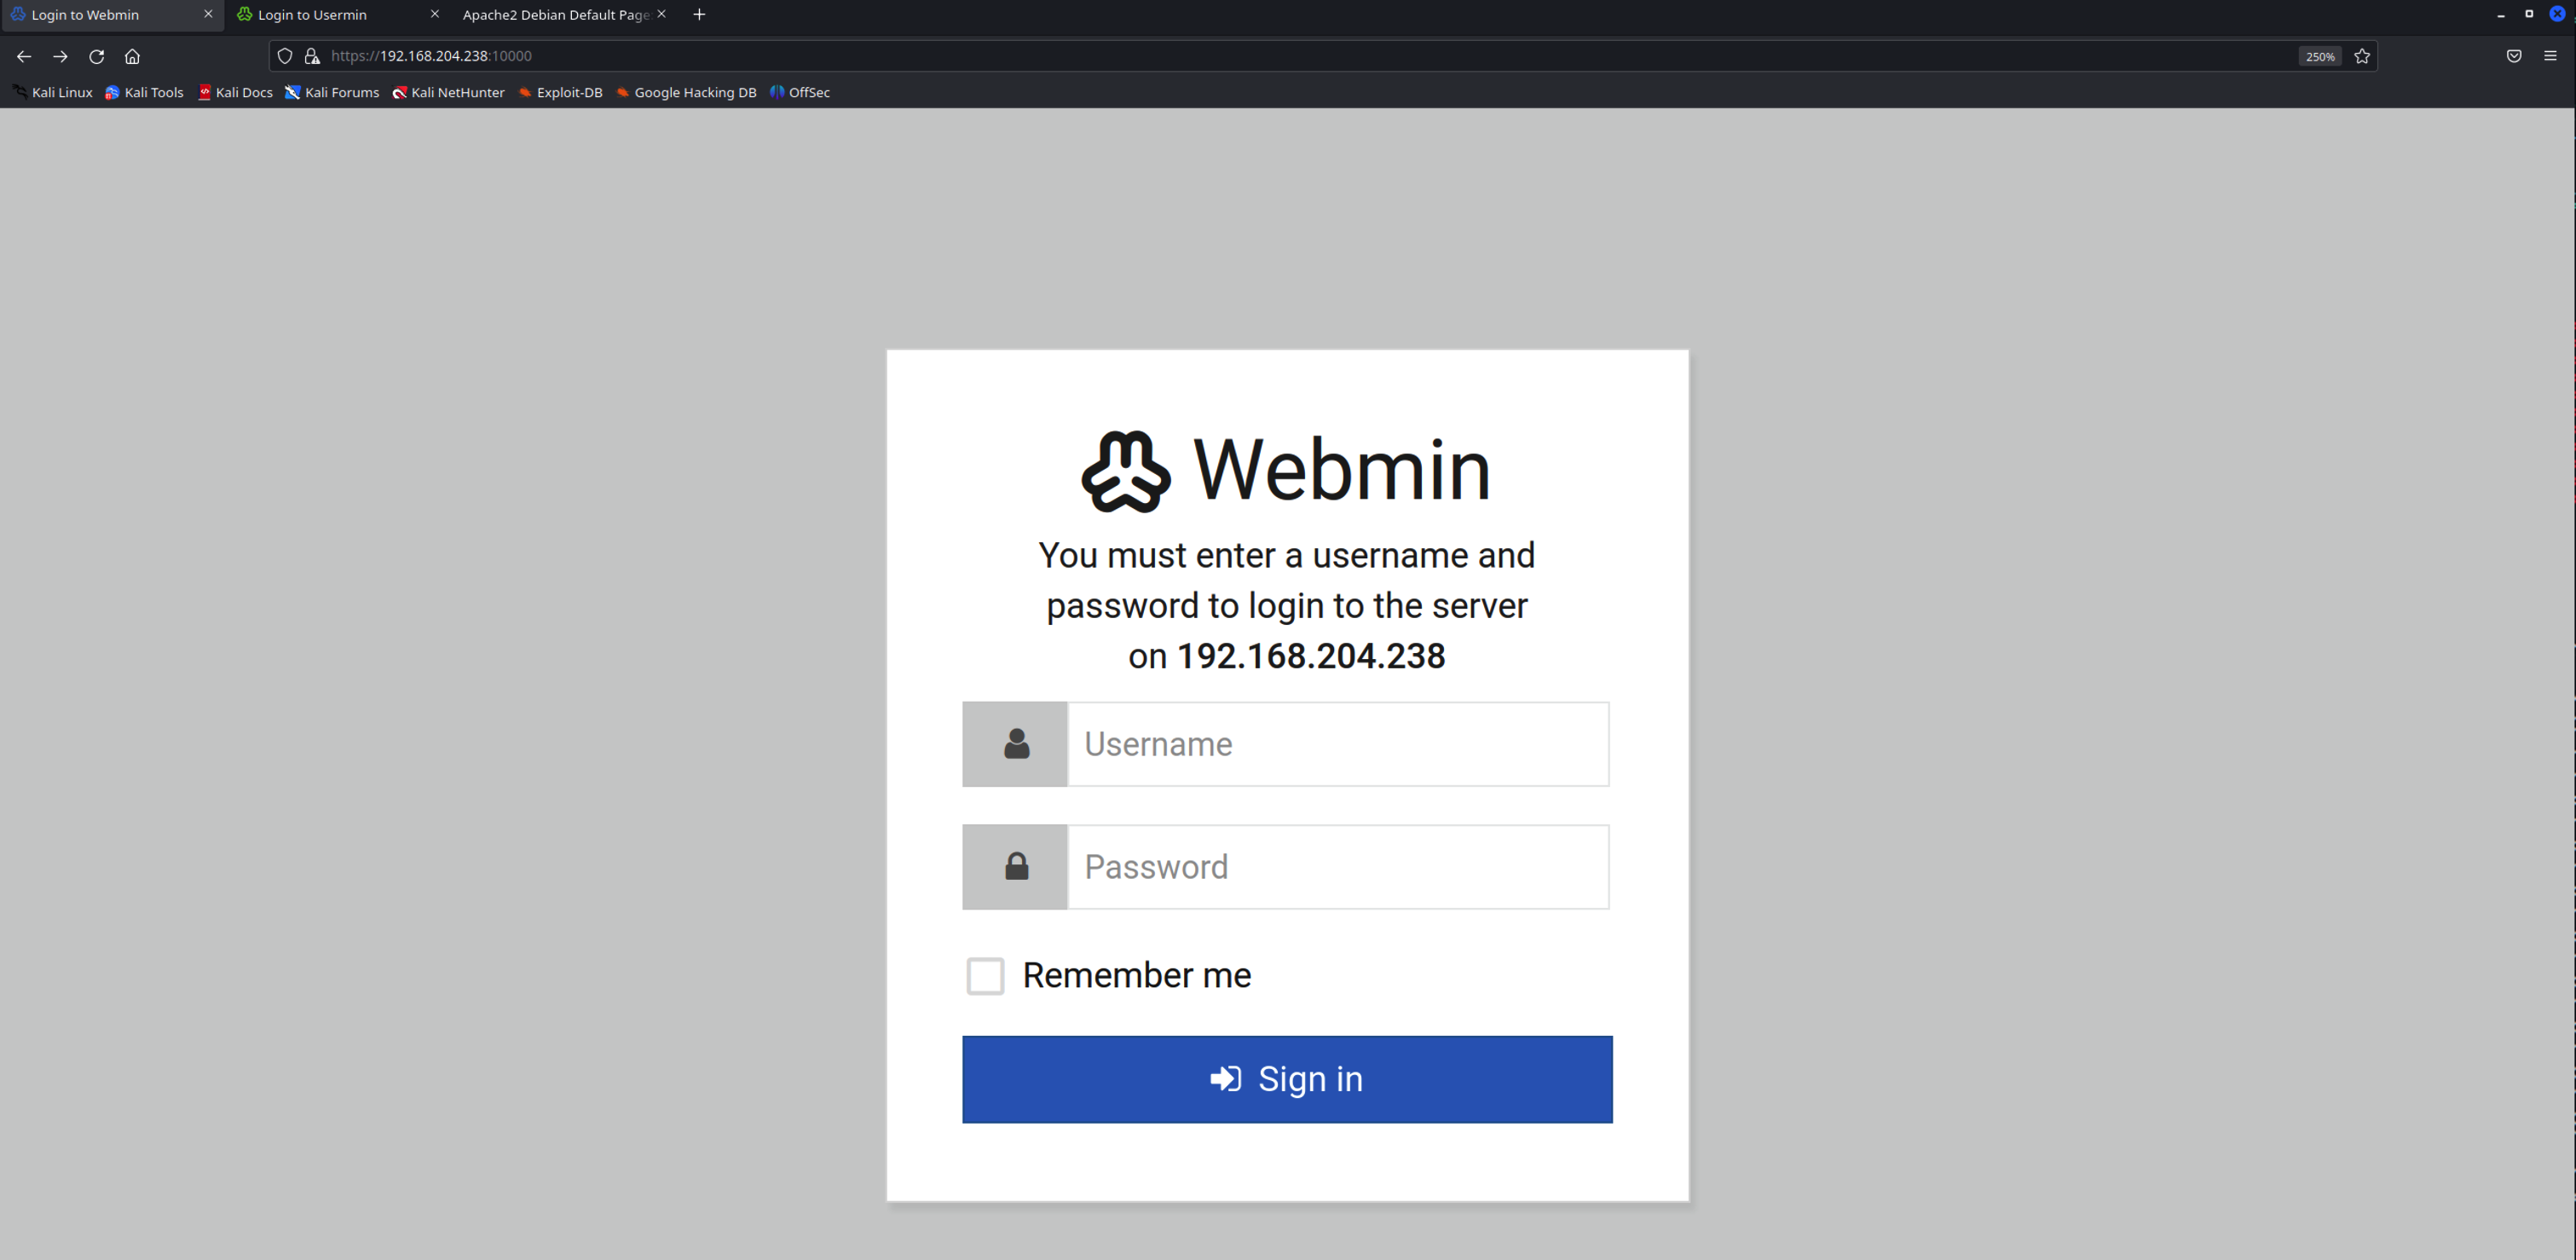 Login to Webmin
Login to Usermin
Apache2 Debian Default Page
https://192.168.204.238:10000
250%
Kali Linux
Kali Tools
Kali Docs
Kali Forums
Kali NetHunter
Exploit-DB
Google Hacking DB
OffSec
Webmin
You must enter a username and
password to login to the server
on 192.168.204.238
Username
Password
Remember me
Sign in